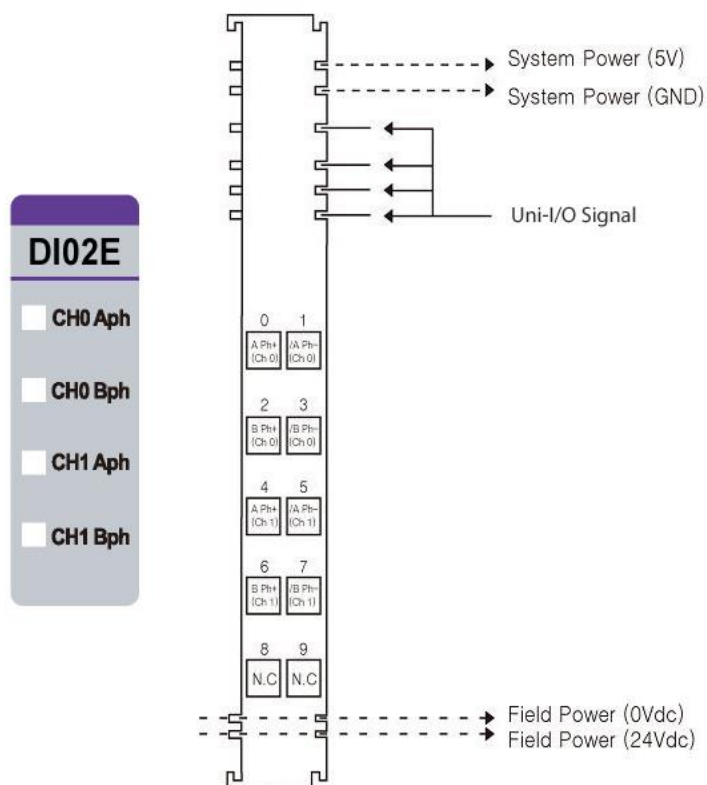 System Power (5V)
System Power (GND)
Uni-I/O Signal
DI02E
CH0 Aph
CH0 Bph
CH1 Aph
CH1 Bph
0 1
A Ph+ /A Ph-
(Ch 0) (Ch 0)
2 3
B Ph+ /B Ph-
(Ch 0) (Ch 0)
4 5
A Ph+ /A Ph-
(Ch 1) (Ch 1)
6 7
B Ph+ /B Ph-
(Ch 1) (Ch 1)
8 9
N.C N.C
Field Power (0Vdc)
Field Power (24Vdc)